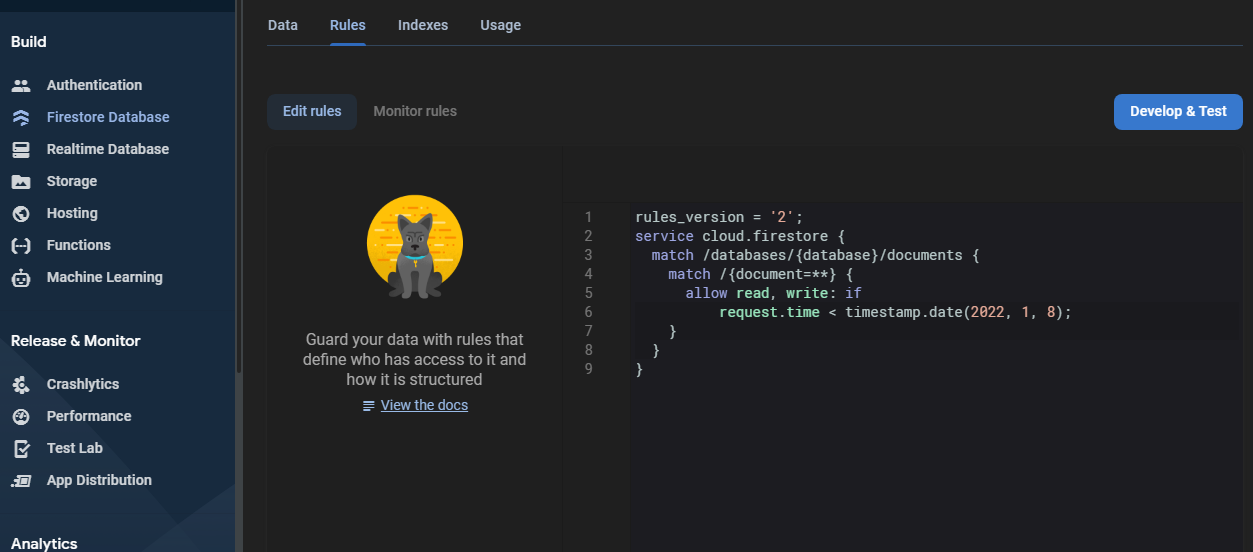 Build
Authentication
Firestore Database
Realtime Database
Storage
Hosting
Functions
Machine Learning
Release & Monitor
Crashlytics
Performance
Test Lab
App Distribution
Analytics
Data Rules Indexes Usage
Edit rules Monitor rules Develop & Test
Guard your data with rules that
define who has access to it and
how it is structured
View the docs
1 rules_version = '2';
2 service cloud.firestore {
3 match /databases/{database}/documents {
4 match /{document=**} {
5 allow read, write: if
6 request.time < timestamp.date(2022, 1, 8);
7 }
8 }
9 }